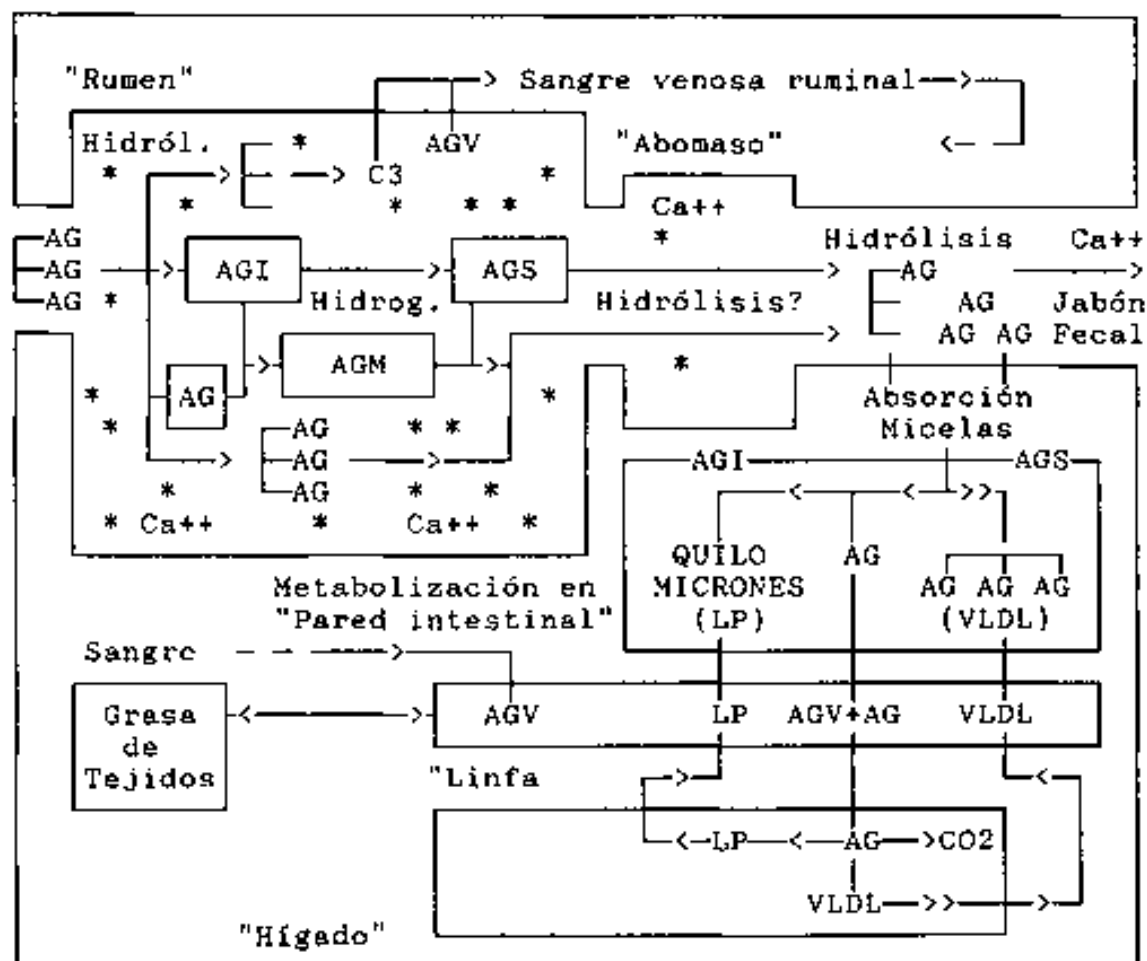 "Rumen" Sangre venosa ruminal
Hidról. * AGV "Abomaso"
* C3 *
* * * * Ca++
AG * Hidrólisis Ca++
AG AGI AGS AG
AG * Hidrog. Hidrólisis? AG Jabón
AG AG Fecal
AGM *
* AG * Absorción
* AG * * Micelas
AG AGI AGS
* AG * *
* Ca++ * Ca++ *
QUILO AG
Metabolización en MICRONES AG AG AG
"Pared intestinal" (LP) (VLDL)
Sangre
Grasa AGV LP AGV+AG VLDL
de
Tejidos "Linfa
LP AG CO2
VLDL
"Hígado"